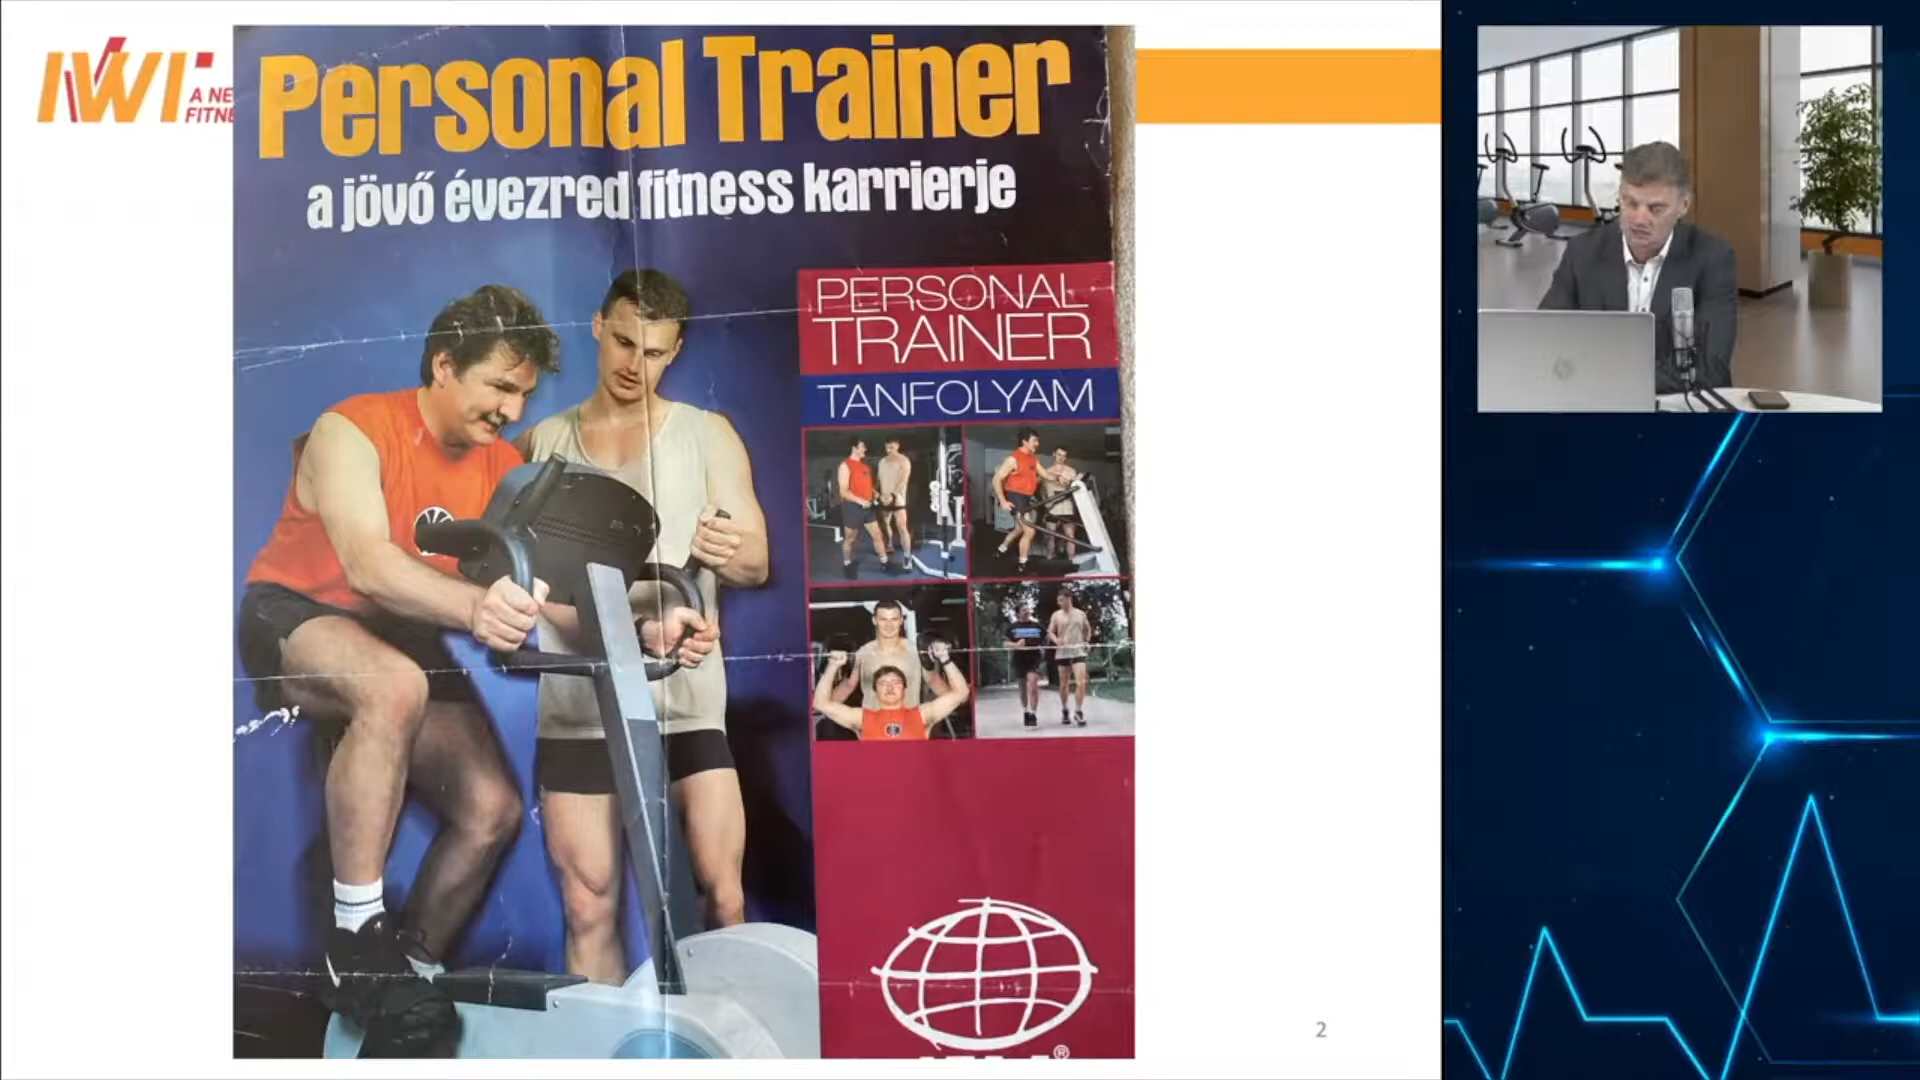 IWI
A NE
FITNE
Personal Trainer
a jövő évezred fitness karrierje
PERSONAL
TRAINER
TANFOLYAM
®
2